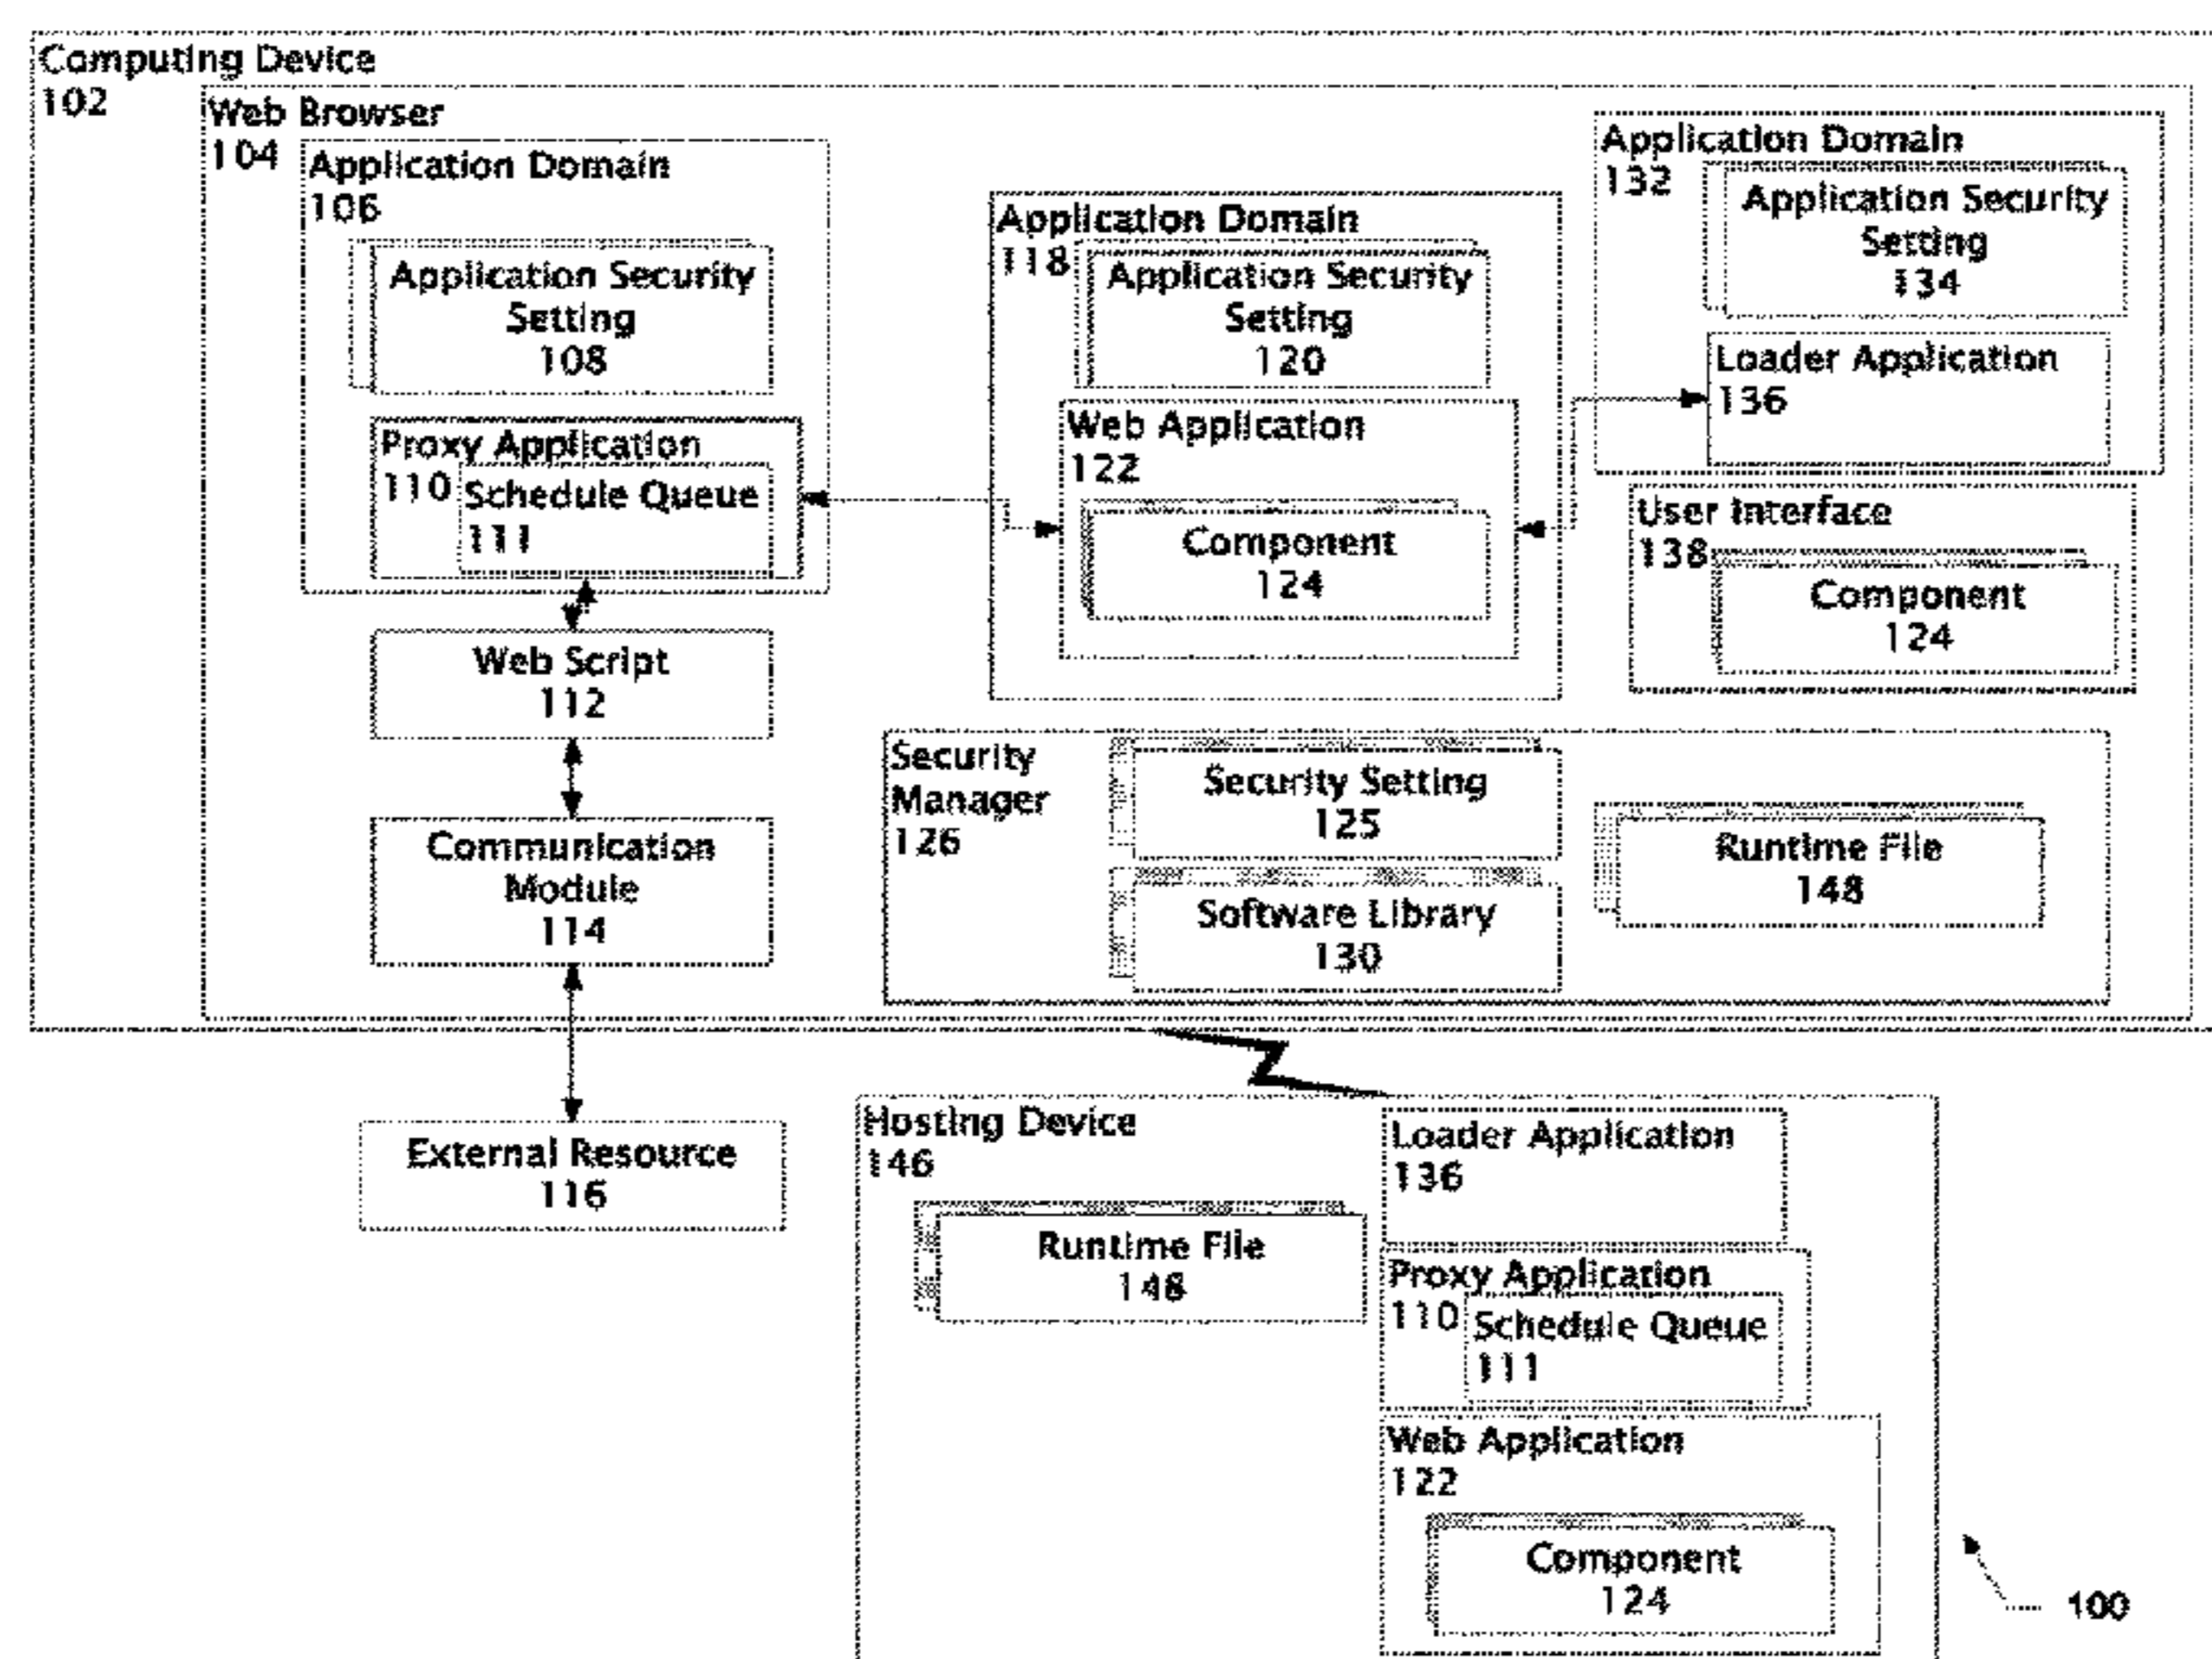 Computing Device
102
Web Browser
104
Application Domain
106
Application Security
Setting
108
Proxy Application
110
Schedule Queue
111
Web Script
112
Communication
Module
114
External Resource
116
Application Domain
118
Application Security
Setting
120
Web Application
122
Component
124
Application Domain
132
Application Security
Setting
134
Loader Application
136
User Interface
138
Component
124
Security
Manager
126
Security Setting
125
Software Library
130
Runtime File
148
Hosting Device
146
Runtime File
148
Loader Application
136
Proxy Application
110
Schedule Queue
111
Web Application
122
Component
124
100